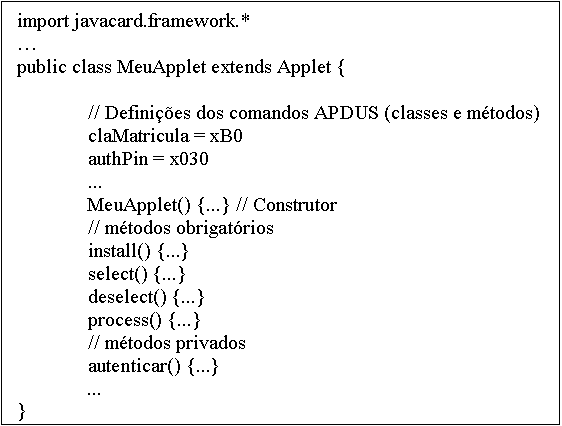 import javacard.framework.*
…
public class MeuApplet extends Applet {
// Definições dos comandos APDUS (classes e métodos)
claMatricula = xB0
authPin = x030
...
MeuApplet() {...} // Construtor
// métodos obrigatórios
install() {...}
select() {...}
deselect() {...}
process() {...}
// métodos privados
autenticar() {...}
...
}